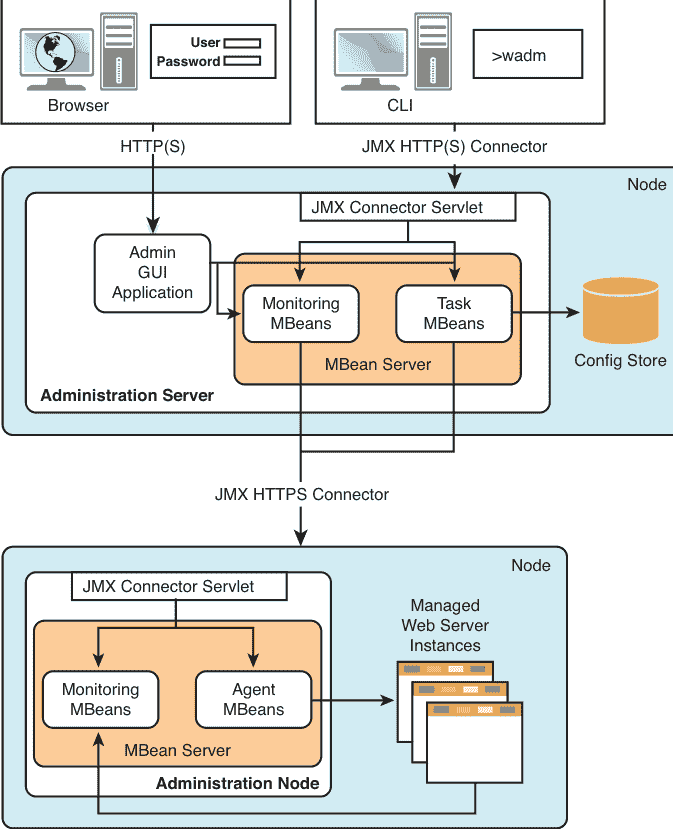 User
Password
Browser
>wadm
CLI
HTTP(S)
JMX HTTP(S) Connector
Node
JMX Connector Servlet
Admin
GUI
Application
Monitoring
MBeans
Task
MBeans
MBean Server
Config Store
Administration Server
JMX HTTPS Connector
Node
JMX Connector Servlet
Managed
Web Server
Instances
Monitoring
MBeans
Agent
MBeans
MBean Server
Administration Node